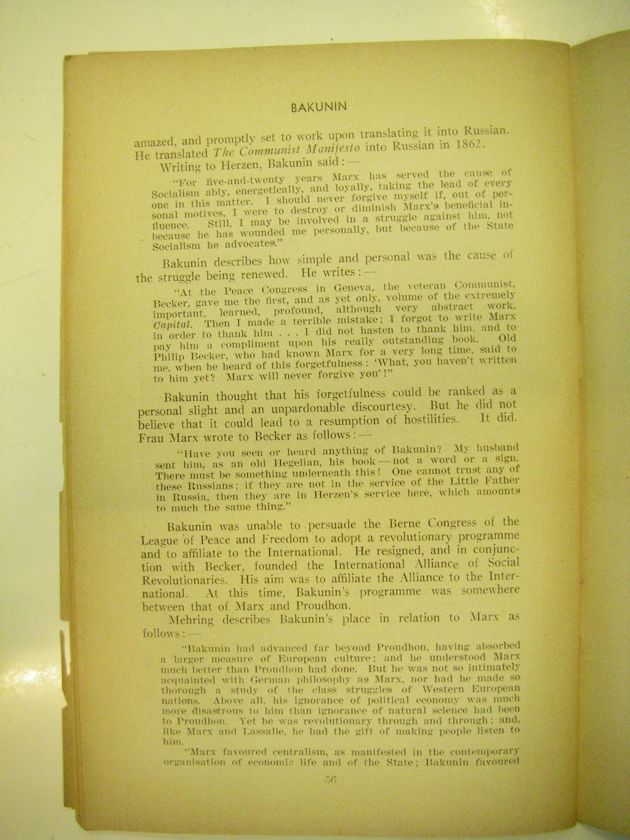 BAKUNIN
amazed, and promptly set to work upon translating it into Russian.
He translated The Communist Manifesto into Russian in 1862.
Writing to Herzen, Bakunin said:—
"For five-and-twenty years Marx has served the cause of
Socialism ably, energetically, and loyally, taking the lead of every
one in this matter. I should never forgive myself if, out of per-
sonal motives, I were to destroy or diminish Marx's beneficial in-
fluence. Still, I may be involved in a struggle against him, not
because he has wounded me personally, but because of the State
Socialism he advocates."
Bakunin describes how simple and personal was the cause of
the struggle being renewed. He writes:—
"At the Peace Congress in Geneva, the veteran Communist,
Becker, gave me the first, and as yet only, volume of the extremely
important, learned, profound, although very abstract work,
Capital. Then I made a terrible mistake: I forgot to write Marx
in order to thank him . . . I did not hasten to thank him, and to
pay him a compliment upon his really outstanding book. Old
Philip Becker, who had known Marx for a very long time, said to
me, when he heard of this forgetfulness: 'What, you haven't written
to him yet? Marx will never forgive you'!"
Bakunin thought that his forgetfulness could be ranked as a
personal slight and an unpardonable discourtesy. But he did not
believe that it could lead to a resumption of hostilities. It did.
Frau Marx wrote to Becker as follows:—
"Have you seen or heard anything of Bakunin? My husband
sent him, as an old Hegelian, his book—not a word or a sign.
There must be something underneath this! One cannot trust any of
these Russians; if they are not in the service of the Little Father
in Russia, then they are in Herzen's service here, which amounts
to much the same thing."
Bakunin was unable to persuade the Berne Congress of the
League of Peace and Freedom to adopt a revolutionary programme
and to affiliate to the International. He resigned, and in conjunc-
tion with Becker, founded the International Alliance of Social
Revolutionaries. His aim was to affiliate the Alliance to the Inter-
national. At this time, Bakunin's programme was somewhere
between that of Marx and Proudhon.
Mehring describes Bakunin's place in relation to Marx as
follows:—
"Bakunin had advanced far beyond Proudhon, having absorbed
a larger measure of European culture; and he understood Marx
much better than Proudhon had done. But he was not so intimately
acquainted with German philosophy as Marx, nor had he made so
thorough a study of the class struggles of Western European
nations. Above all, his ignorance of political economy was much
more disastrous to him than ignorance of natural science had been
to Proudhon. Yet he was revolutionary through and through; and,
like Marx and Lassalle, he had the gift of making people listen to
him.
"Marx favoured centralism, as manifested in the contemporary
organisation of economic life and of the State; Bakunin favoured
56